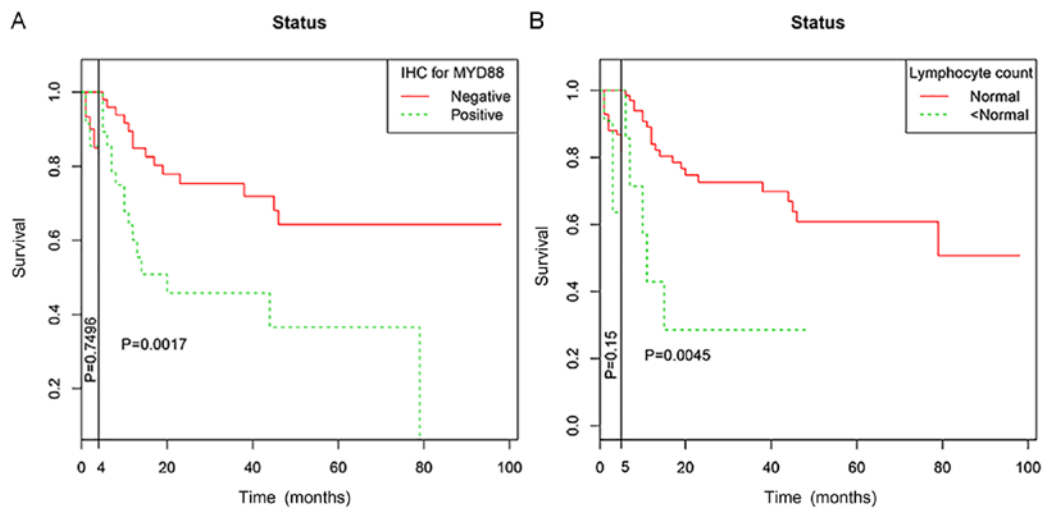 A
Status
IHC for MYD88
Negative
Positive
1.0
0.8
0.6
0.4
0.2
Survival
P=0.7496
P=0.0017
0 4 20 40 60 80 100
Time (months)
B
Status
Lymphocyte count
Normal
<Normal
1.0
0.8
0.6
0.4
0.2
0.0
Survival
P=0.15
P=0.0045
0 5 20 40 60 80 100
Time (months)